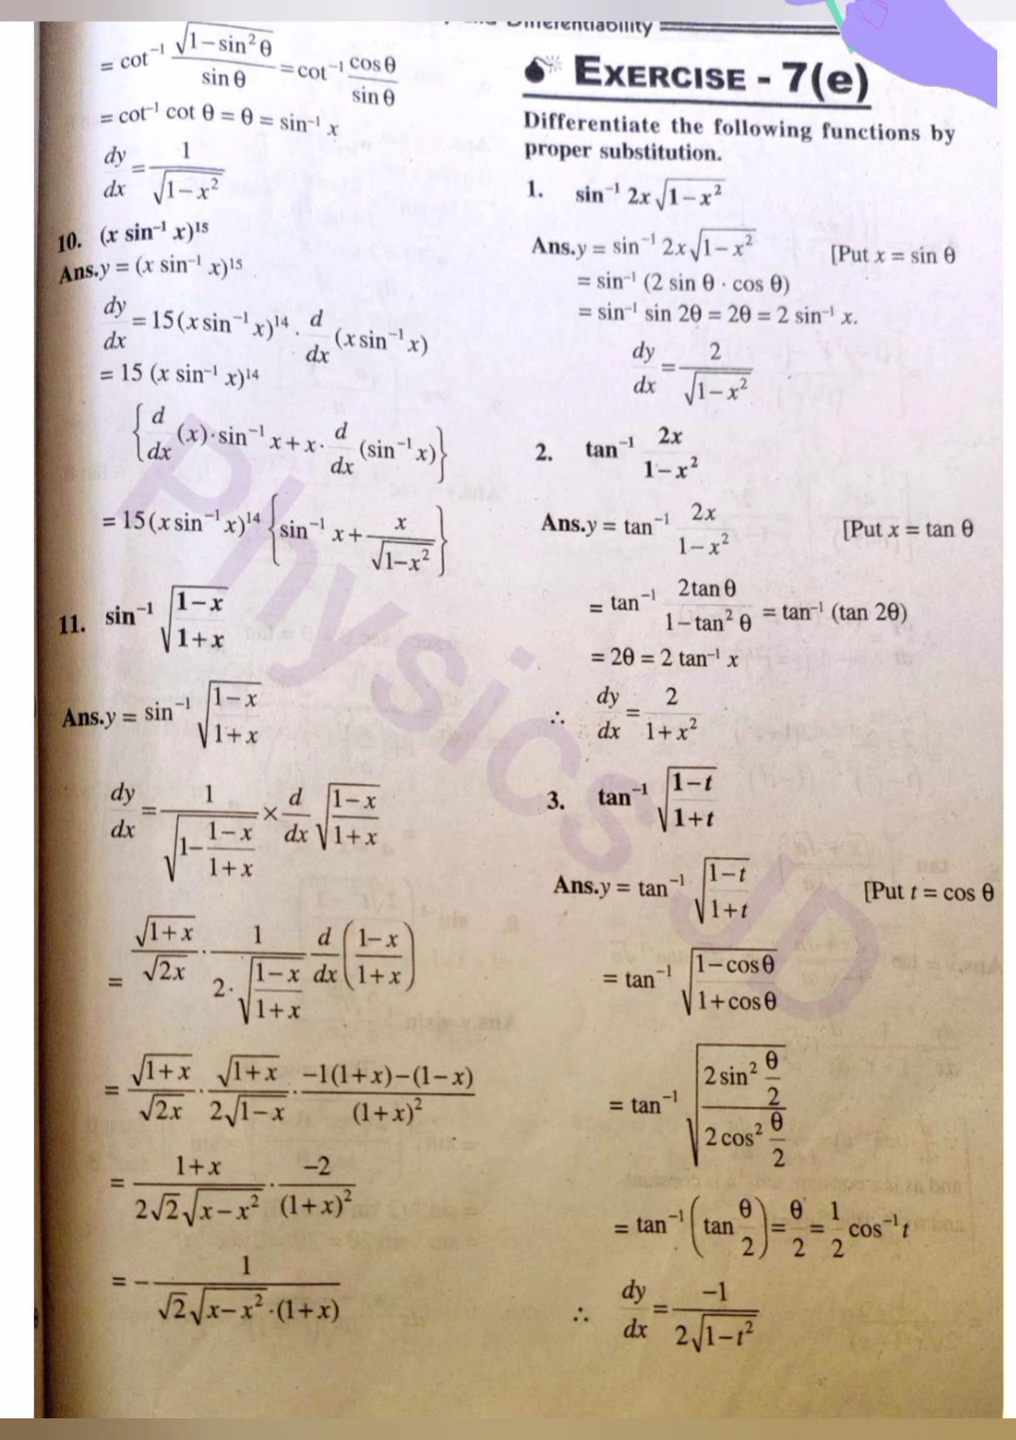 = cot⁻¹ √(1−sin²θ) / sin θ = cot⁻¹ cos θ / sin θ
= cot⁻¹ cot θ = θ = sin⁻¹ x
dy/dx = 1/√(1−x²)
10. (x sin⁻¹ x)¹⁵
Ans. y = (x sin⁻¹ x)¹⁵
dy/dx = 15(x sin⁻¹ x)¹⁴ . d/dx (x sin⁻¹ x)
= 15 (x sin⁻¹ x)¹⁴
{d/dx (x)·sin⁻¹ x + x· d/dx (sin⁻¹ x)}
= 15(x sin⁻¹ x)¹⁴ {sin⁻¹ x + x/√(1−x²)}
11. sin⁻¹ √((1−x)/(1+x))
Ans. y = sin⁻¹ √((1−x)/(1+x))
dy/dx = 1/√(1−(1−x)/(1+x)) × d/dx √((1−x)/(1+x))
= √(1+x)/√(2x) · 1/(2·√((1−x)/(1+x))) d/dx ((1−x)/(1+x))
= √(1+x)/√(2x) · √(1+x)/(2√(1−x)) · (−1(1+x)−(1−x))/(1+x)²
= (1+x)/(2√2 √(x−x²)) · −2/(1+x)²
= − 1/(√2 √(x−x²)·(1+x))
Differentiability
EXERCISE - 7(e)
Differentiate the following functions by
proper substitution.
1. sin⁻¹ 2x√(1−x²)
Ans. y = sin⁻¹ 2x√(1−x²) [Put x = sin θ
= sin⁻¹ (2 sin θ · cos θ)
= sin⁻¹ sin 2θ = 2θ = 2 sin⁻¹ x.
dy/dx = 2/√(1−x²)
2. tan⁻¹ 2x/(1−x²)
Ans. y = tan⁻¹ 2x/(1−x²) [Put x = tan θ
= tan⁻¹ 2tan θ/(1−tan² θ) = tan⁻¹ (tan 2θ)
= 2θ = 2 tan⁻¹ x
∴ dy/dx = 2/(1+x²)
3. tan⁻¹ √((1−t)/(1+t))
Ans. y = tan⁻¹ √((1−t)/(1+t)) [Put t = cos θ
= tan⁻¹ √((1−cos θ)/(1+cos θ))
= tan⁻¹ √((2 sin² θ/2)/(2 cos² θ/2))
= tan⁻¹ (tan θ/2) = θ/2 = 1/2 cos⁻¹ t
∴ dy/dx = −1/(2√(1−t²))
Physics JD